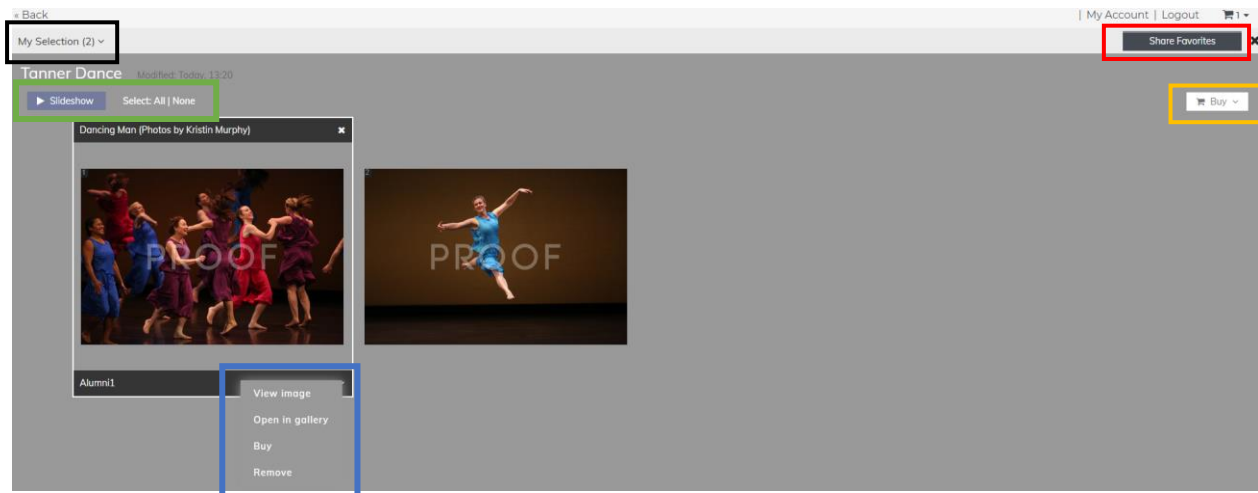 « Back | My Account | Logout 1
My Selection (2) Share Favorites ×
Tanner Dance Modified: Today, 13:20
Slideshow Select: All | None Buy
Dancing Man (Photos by Kristin Murphy) ×
1 2
PROOF PROOF
Alumni1
View image
Open in gallery
Buy
Remove